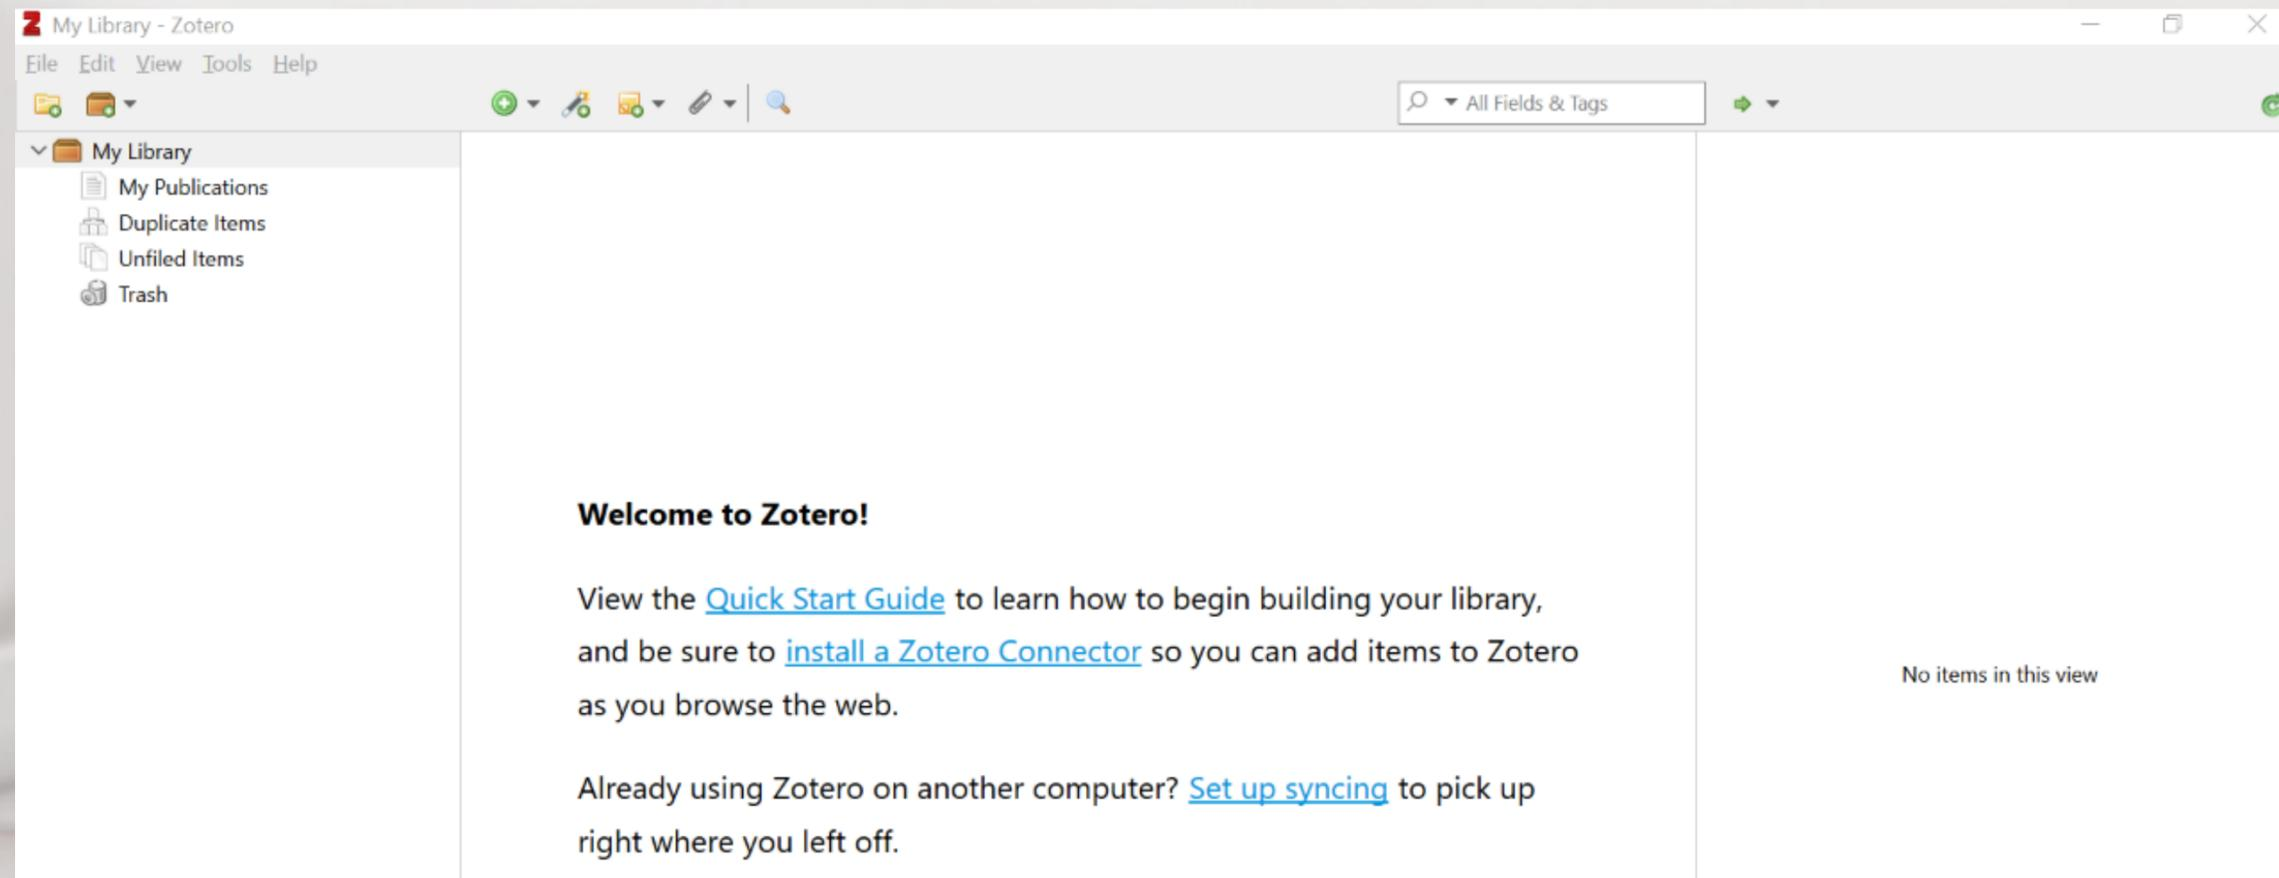 My Library - Zotero
File Edit View Tools Help
All Fields & Tags
My Library
My Publications
Duplicate Items
Unfiled Items
Trash
Welcome to Zotero!
View the Quick Start Guide to learn how to begin building your library,
and be sure to install a Zotero Connector so you can add items to Zotero
as you browse the web.
Already using Zotero on another computer? Set up syncing to pick up
right where you left off.
No items in this view